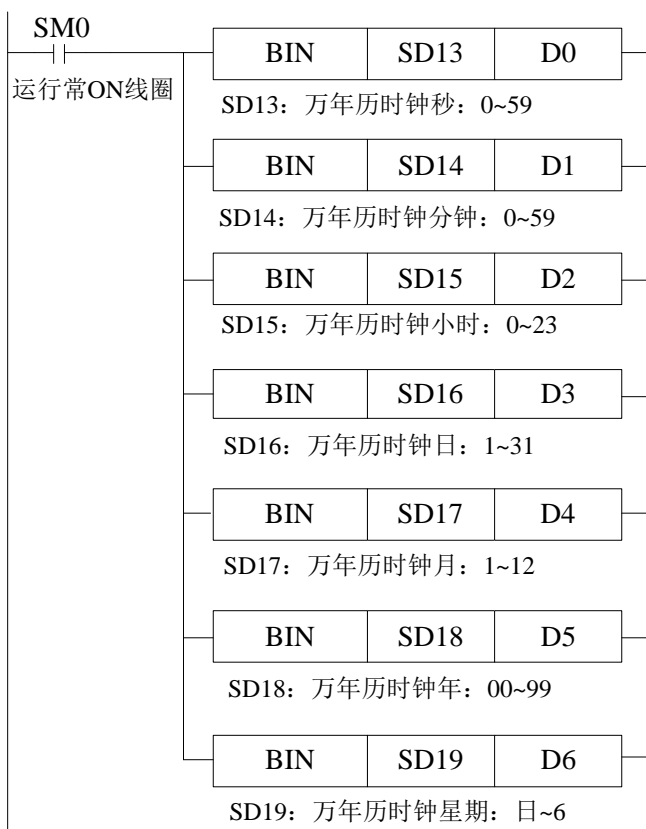 SM0
运行常ON线圈
BIN SD13 D0
SD13：万年历时钟秒：0~59
BIN SD14 D1
SD14：万年历时钟分钟：0~59
BIN SD15 D2
SD15：万年历时钟小时：0~23
BIN SD16 D3
SD16：万年历时钟日：1~31
BIN SD17 D4
SD17：万年历时钟月：1~12
BIN SD18 D5
SD18：万年历时钟年：00~99
BIN SD19 D6
SD19：万年历时钟星期：日~6